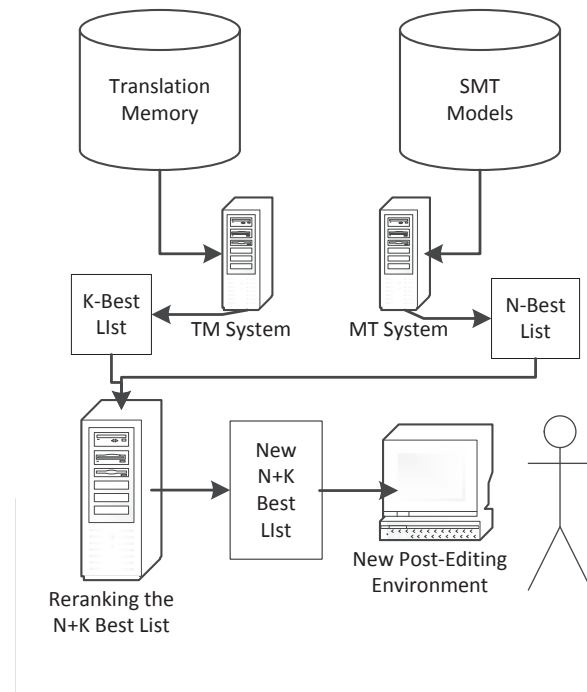 Translation
Memory
SMT
Models
K-Best
LIst
TM System
MT System
N-Best
List
New
N+K
Best
LIst
New Post-Editing
Environment
Reranking the
N+K Best List